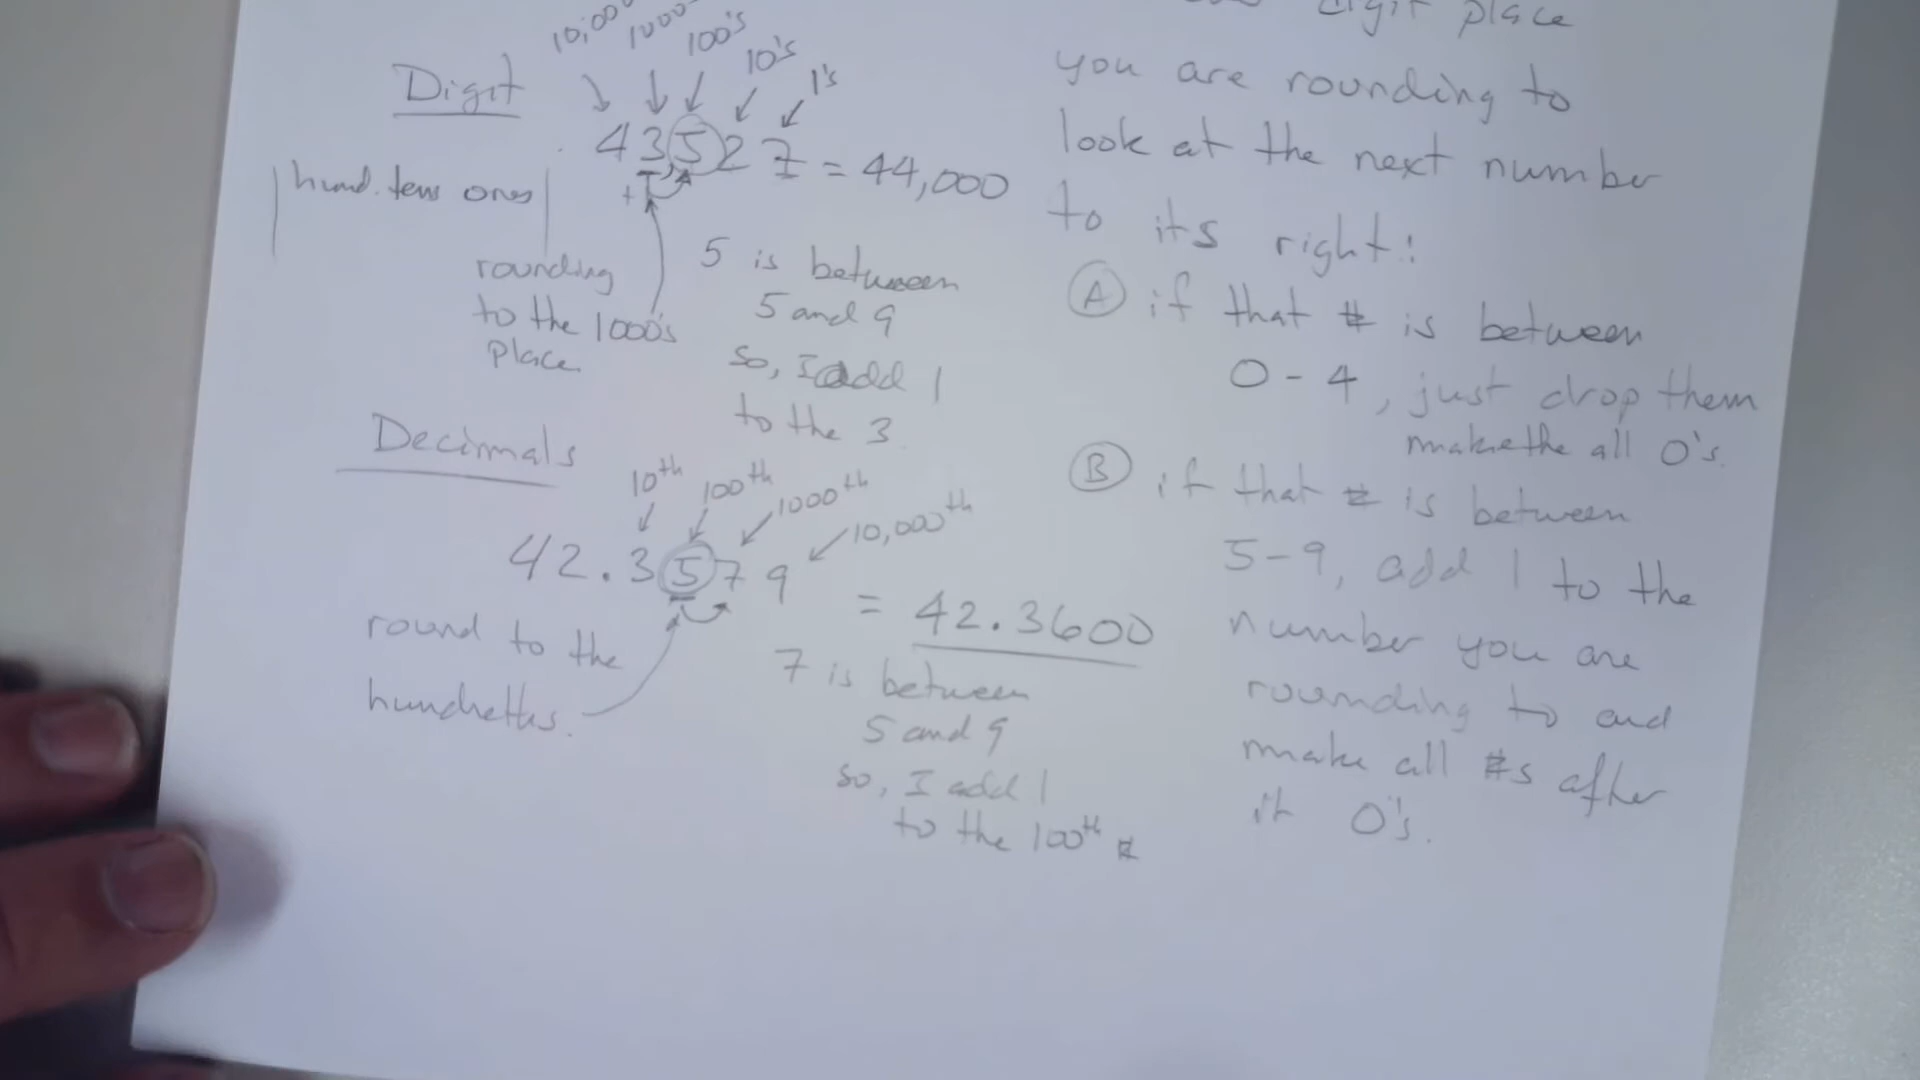 10,000
1000
100's
10's
1's
Digit
43527 = 44,000
+1
hund. tens ones
rounding
to the 1000's
place
5 is between
5 and 9
so, I add 1
to the 3
Decimals
10th
100th
1000th
10,000th
42.3579
= 42.3600
round to the
hundreths.
7 is between
5 and 9
so, I add 1
to the 100th #
digit place
you are rounding to
look at the next number
to its right:
A if that # is between
0-4, just drop them
make the all 0's.
B if that # is between
5-9, add 1 to the
number you are
rounding to and
make all #s after
it 0's.